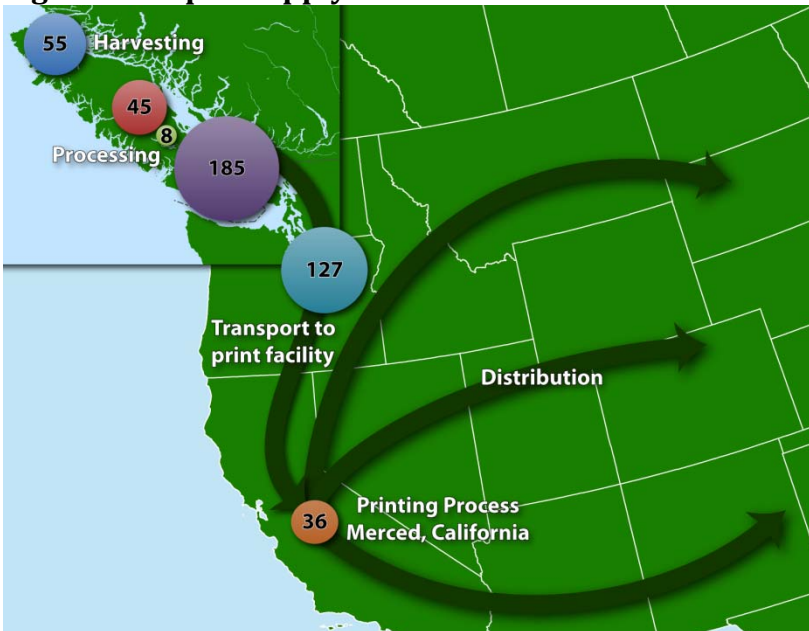 55 Harvesting
45
8
Processing
185
127
Transport to
print facility
Distribution
36
Printing Process
Merced, California